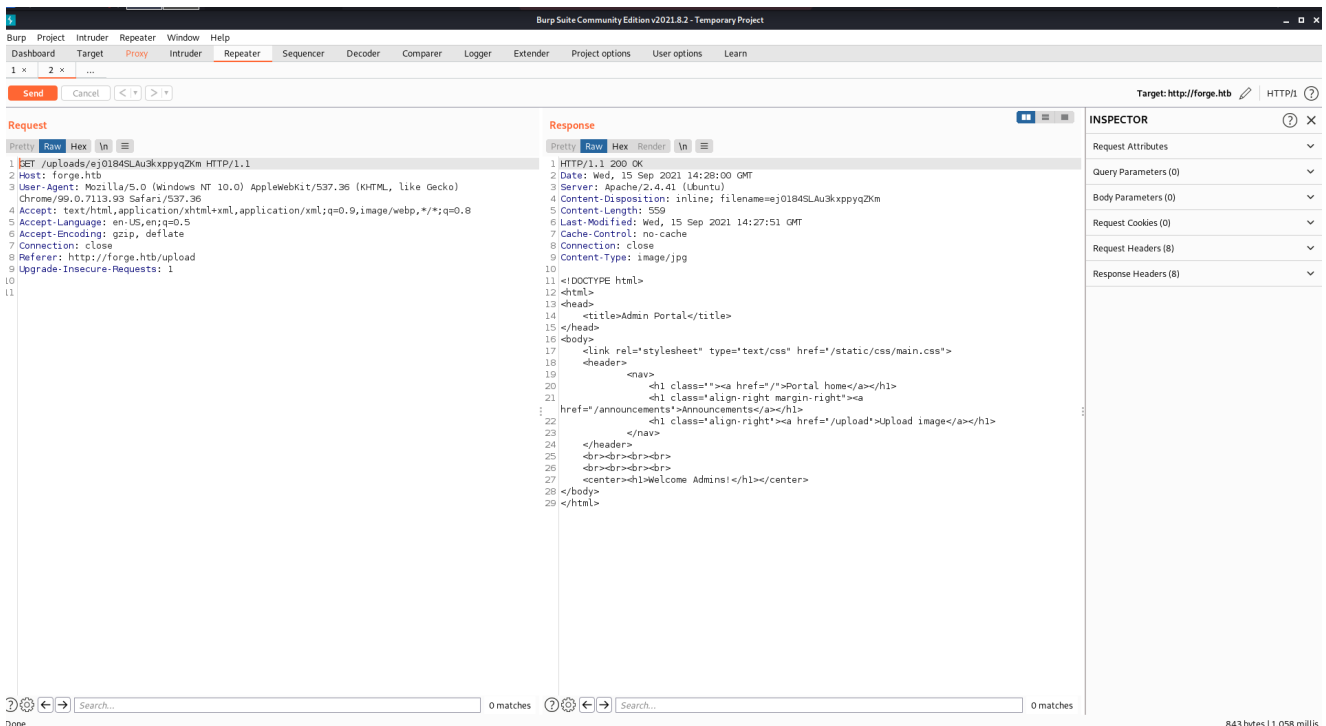 Burp Suite Community Edition v2021.8.2 - Temporary Project
Burp Project Intruder Repeater Window Help
Dashboard Target Proxy Intruder Repeater Sequencer Decoder Comparer Logger Extender Project options User options Learn
1 × 2 × ...
Send Cancel < > Target: http://forge.htb HTTP/1 ?
Request
Pretty Raw Hex \n
1 GET /uploads/ej0184SLAu3kxppyqZKm HTTP/1.1
2 Host: forge.htb
3 User-Agent: Mozilla/5.0 (Windows NT 10.0) AppleWebKit/537.36 (KHTML, like Gecko)
Chrome/99.0.7113.93 Safari/537.36
4 Accept: text/html,application/xhtml+xml,application/xml;q=0.9,image/webp,*/*;q=0.8
5 Accept-Language: en-US,en;q=0.5
6 Accept-Encoding: gzip, deflate
7 Connection: close
8 Referer: http://forge.htb/upload
9 Upgrade-Insecure-Requests: 1
10
11
Response
Pretty Raw Hex Render \n
1 HTTP/1.1 200 OK
2 Date: Wed, 15 Sep 2021 14:28:00 GMT
3 Server: Apache/2.4.41 (Ubuntu)
4 Content-Disposition: inline; filename=ej0184SLAu3kxppyqZKm
5 Content-Length: 559
6 Last-Modified: Wed, 15 Sep 2021 14:27:51 GMT
7 Cache-Control: no-cache
8 Connection: close
9 Content-Type: image/jpg
10
11 <!DOCTYPE html>
12 <html>
13 <head>
14 <title>Admin Portal</title>
15 </head>
16 <body>
17 <link rel="stylesheet" type="text/css" href="/static/css/main.css">
18 <header>
19 <nav>
20 <h1 class=""><a href="/">Portal home</a></h1>
21 <h1 class="align-right margin-right"><a
href="/announcements">Announcements</a></h1>
22 <h1 class="align-right"><a href="/upload">Upload image</a></h1>
23 </nav>
24 </header>
25 <br><br><br><br>
26 <br><br><br><br>
27 <center><h1>Welcome Admins!</h1></center>
28 </body>
29 </html>
INSPECTOR ?
Request Attributes
Query Parameters (0)
Body Parameters (0)
Request Cookies (0)
Request Headers (8)
Response Headers (8)
? Search... 0 matches
? Search... 0 matches
Done 843 bytes | 1,058 millis